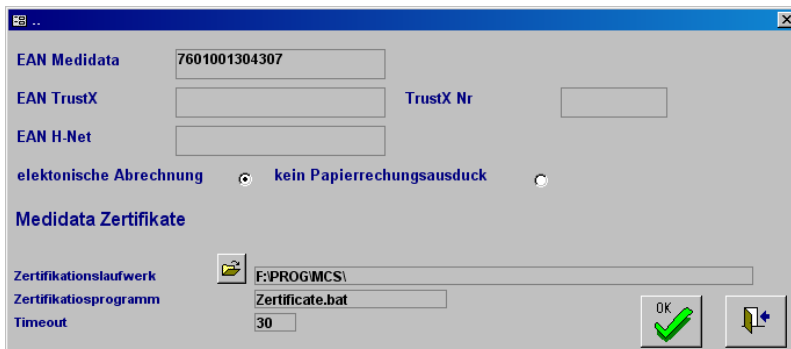 ..
EAN Medidata 7601001304307
EAN TrustX TrustX Nr
EAN H-Net
elektonische Abrechnung kein Papierrechungsausduck
Medidata Zertifikate
Zertifikationslaufwerk F:\PROG\MCS\
Zertifikatiosprogramm Zertificate.bat
Timeout 30
OK